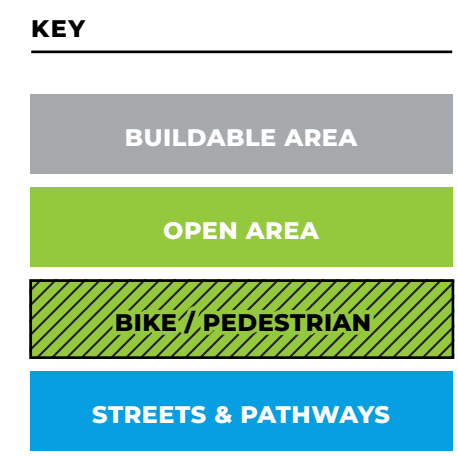 KEY
BUILDABLE AREA
OPEN AREA
BIKE / PEDESTRIAN
STREETS & PATHWAYS